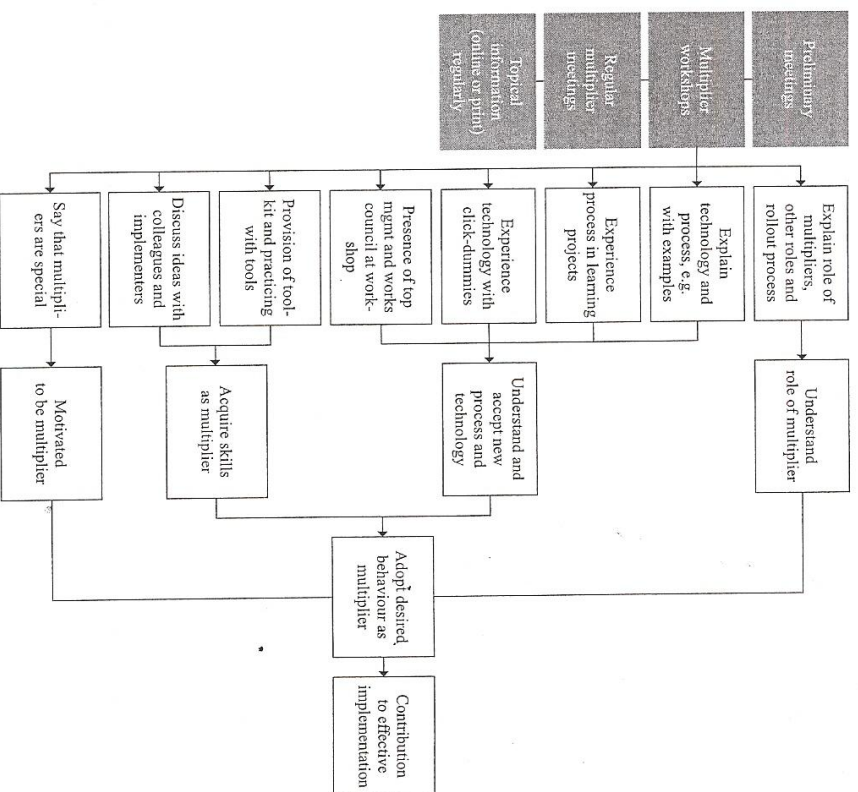 Preliminary
meetings
Multiplier
workshops
Regular
multiplier
meetings
Topical
information
(online or print)
regularly
Explain role of
multipliers,
other roles and
rollout process
Explain
technology and
process, e.g.
with examples
Experience
process in learning
projects
Experience
technology with
click-dummies
Presence of top
mgmt and works
council at work-
shop
Provision of tool-
kit and practicing
with tools
Discuss ideas with
colleagues and
implementers
Say that multipli-
ers are special
Understand
role of multiplier
Understand and
accept new
process and
technology
Acquire skills
as multiplier
Motivated
to be multiplier
Adopt desired
behaviour as
multiplier
Contribution
to effective
implementation